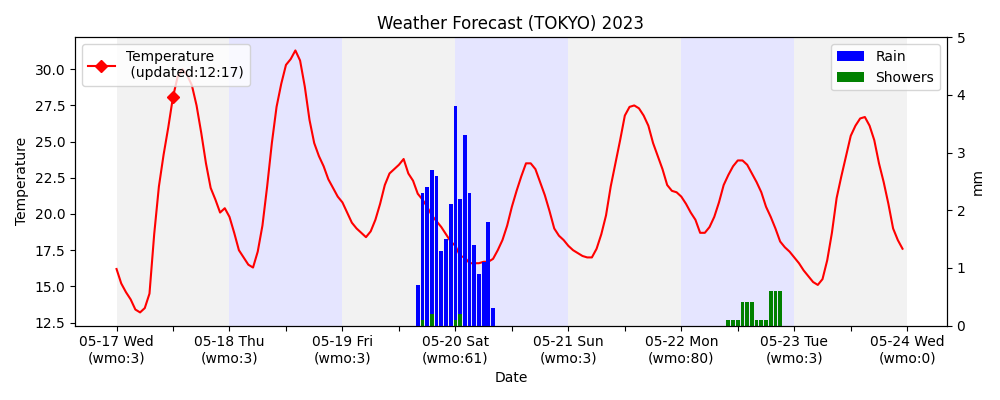 Weather Forecast (TOKYO) 2023
Temperature
(updated:12:17)
Rain
Showers
30.0
27.5
25.0
22.5
20.0
17.5
15.0
12.5
Temperature
5
4
3
2
1
0
mm
05-17 Wed
(wmo:3)
05-18 Thu
(wmo:3)
05-19 Fri
(wmo:3)
05-20 Sat
(wmo:61)
05-21 Sun
(wmo:3)
05-22 Mon
(wmo:80)
05-23 Tue
(wmo:3)
05-24 Wed
(wmo:0)
Date